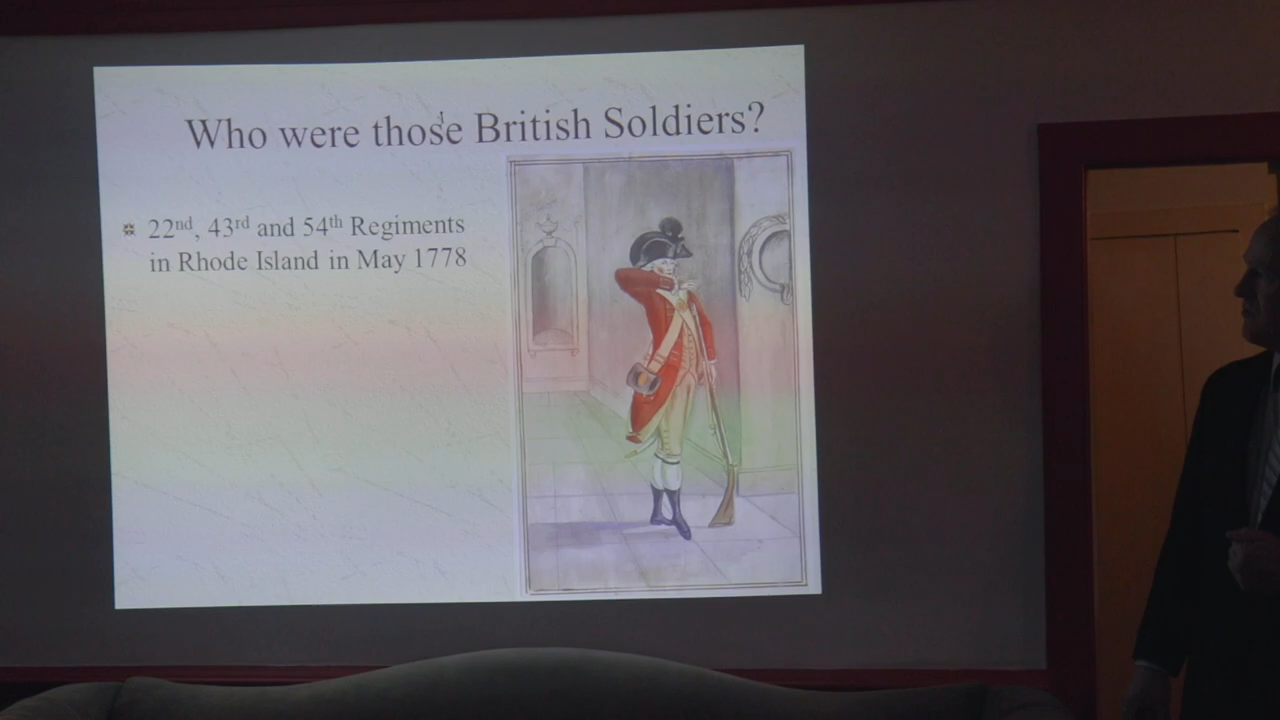 Who were those British Soldiers?
22nd, 43rd and 54th Regiments
in Rhode Island in May 1778